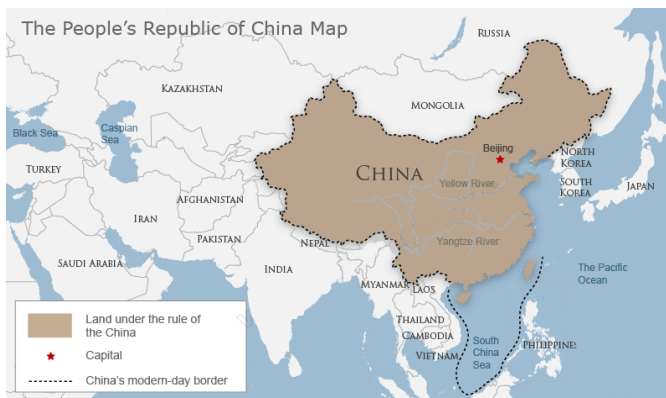 The People's Republic of China Map
RUSSIA
KAZAKHSTAN
MONGOLIA
Black Sea
Caspian
Sea
Beijing
NORTH
KOREA
TURKEY
CHINA
Yellow River
SOUTH
KOREA
JAPAN
AFGHANISTAN
IRAN
PAKISTAN
NEPAL
Yangtze River
SAUDI ARABIA
INDIA
The Pacific
Ocean
MYANMAR
LAOS
THAILAND
CAMBODIA
VIETNAM
South
China
Sea
PHILIPPINES
Land under the rule of
the China
Capital
China's modern-day border